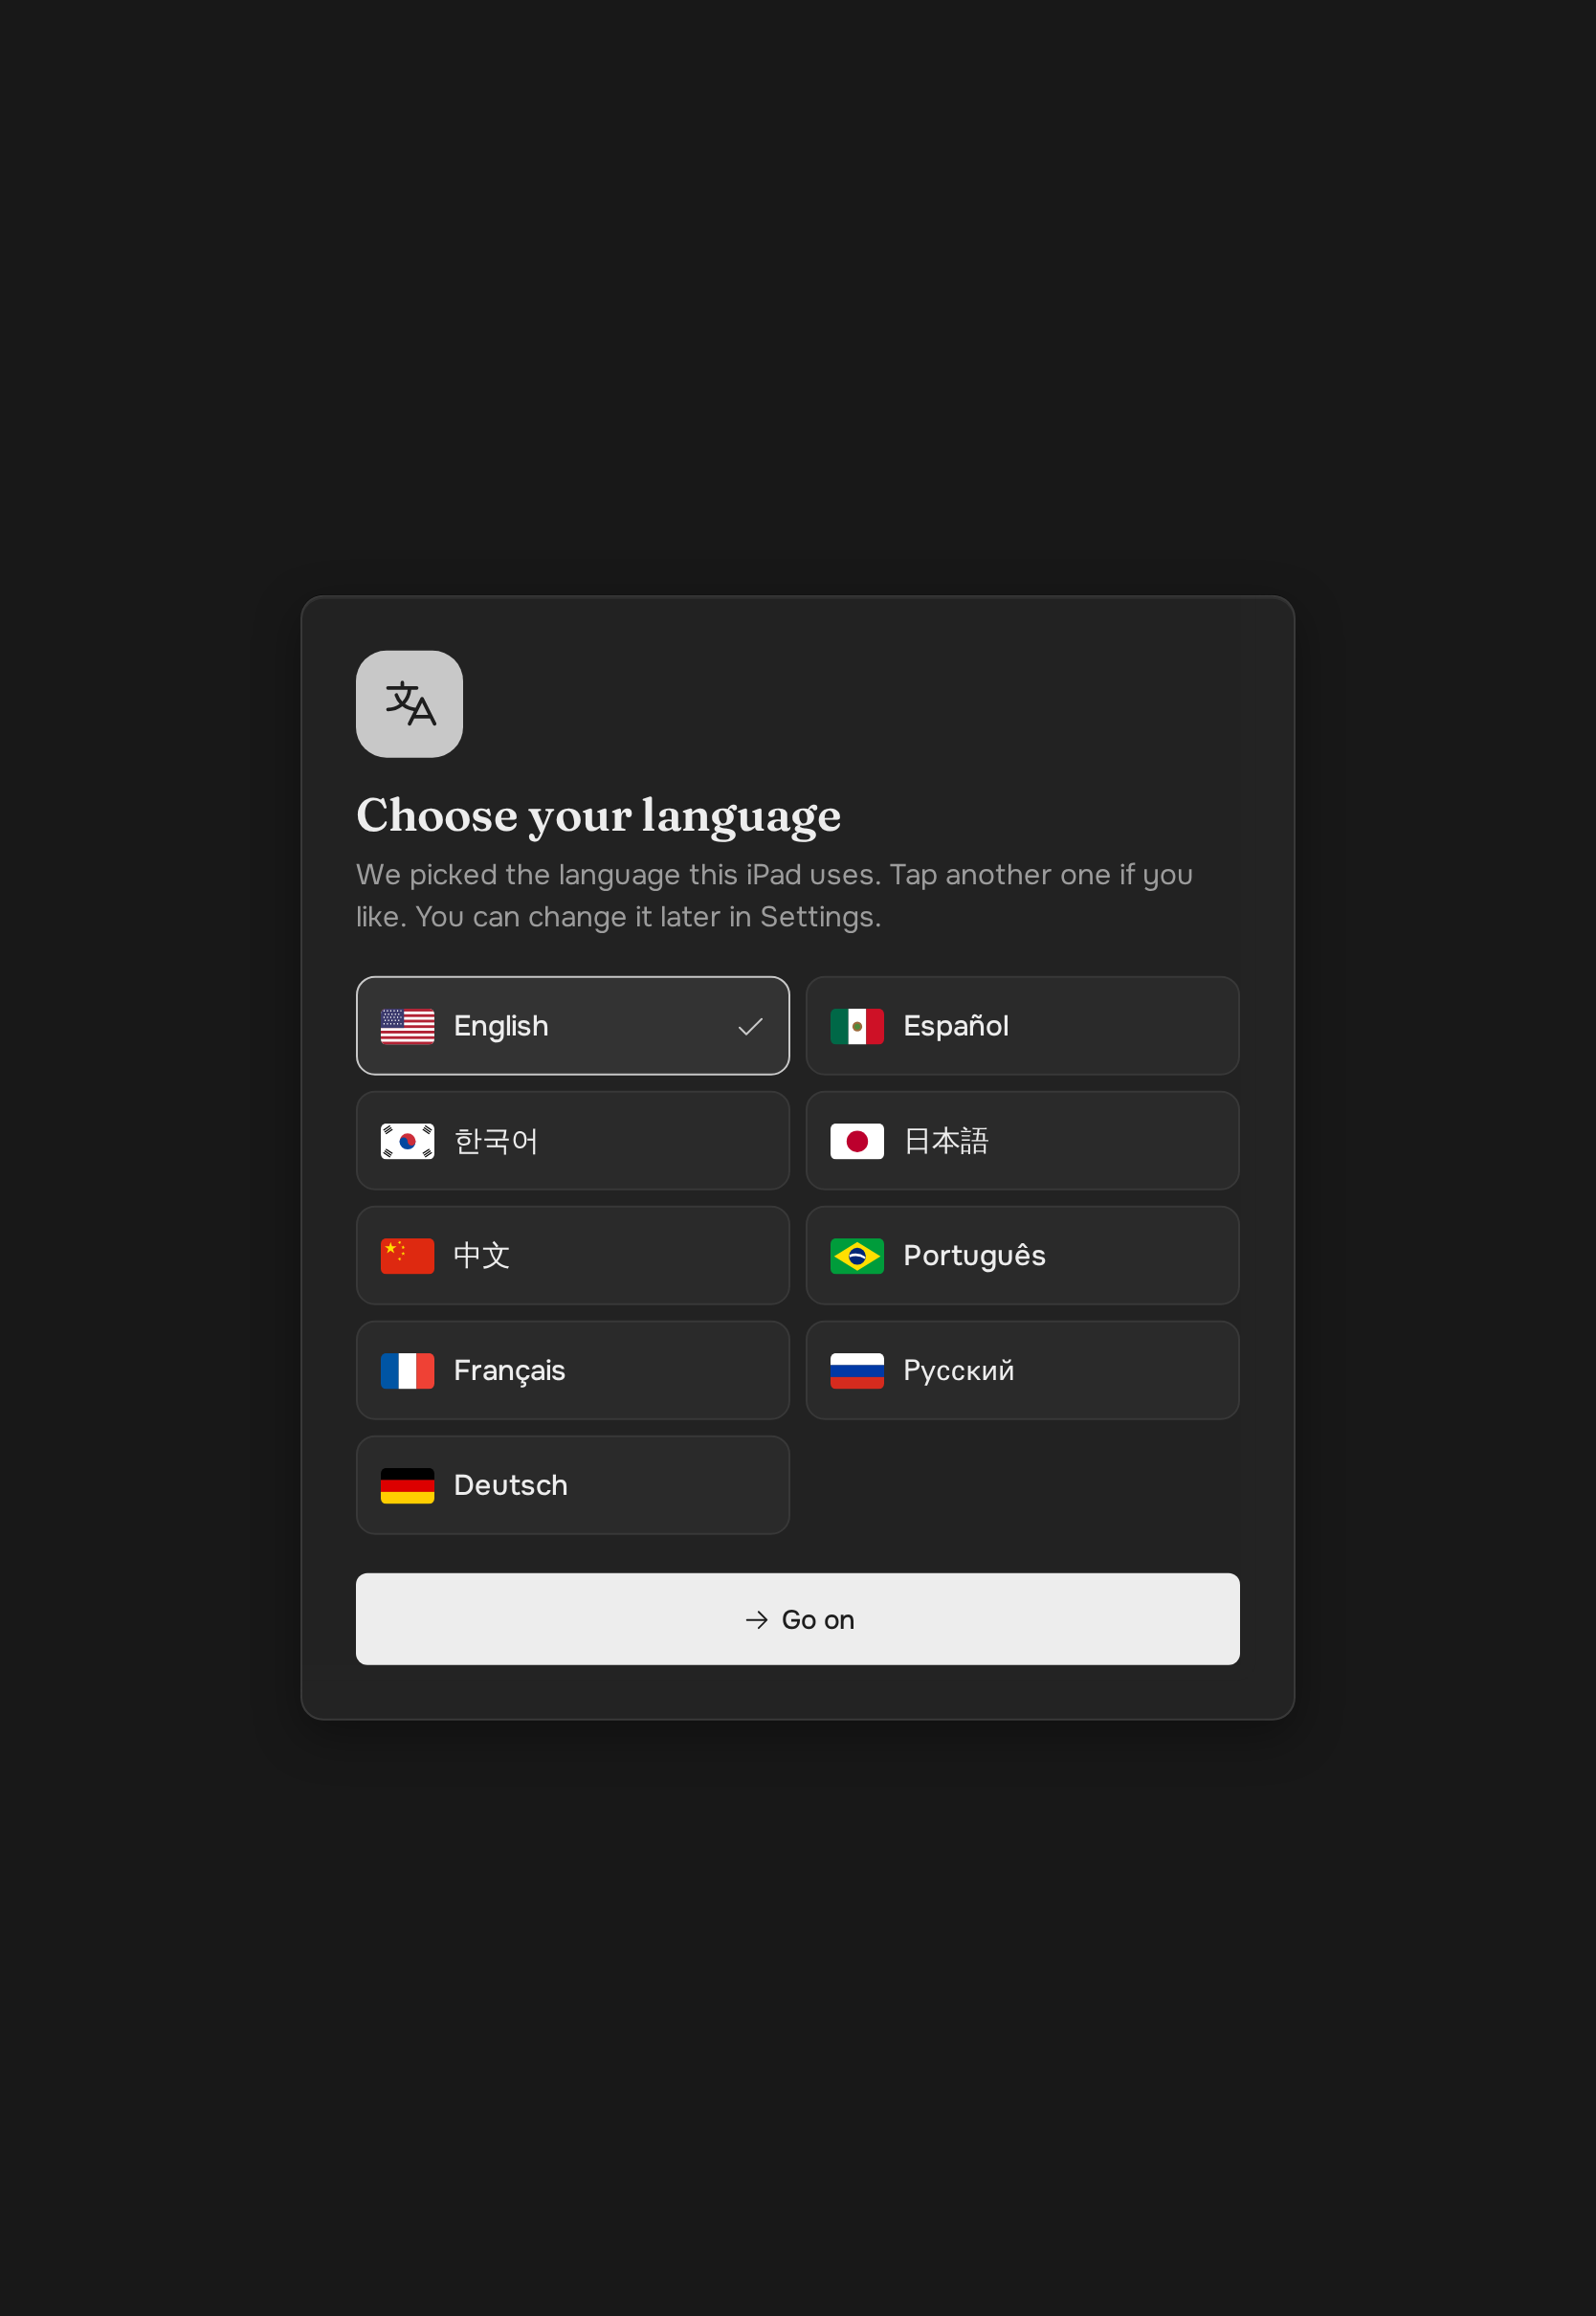 文A
Choose your language
We picked the language this iPad uses. Tap another one if you
like. You can change it later in Settings.
English
Español
한국어
日本語
中文
Português
Français
Русский
Deutsch
Go on